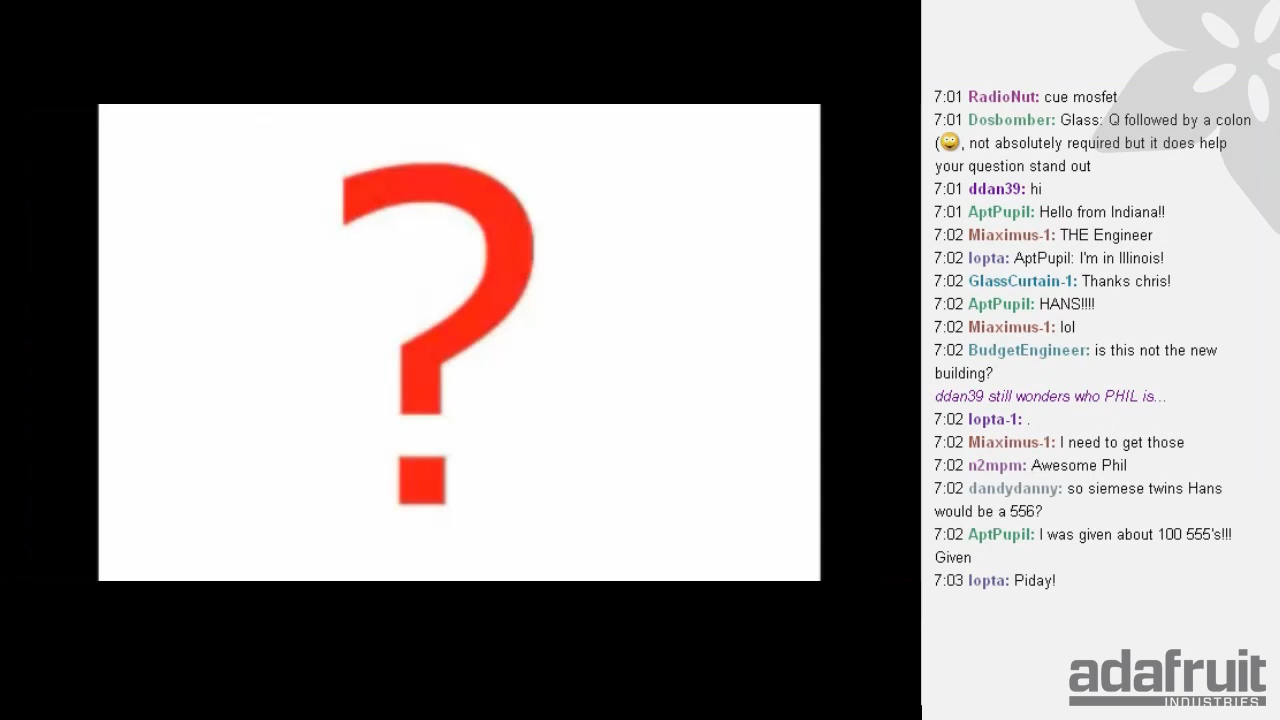 ?
7:01 RadioNut: cue mosfet
7:01 Dosbomber: Glass: Q followed by a colon
(😀, not absolutely required but it does help
your question stand out
7:01 ddan39: hi
7:01 AptPupil: Hello from Indiana!!
7:02 Miaximus-1: THE Engineer
7:02 lopta: AptPupil: I'm in Illinois!
7:02 GlassCurtain-1: Thanks chris!
7:02 AptPupil: HANS!!!!
7:02 Miaximus-1: lol
7:02 BudgetEngineer: is this not the new
building?
ddan39 still wonders who PHIL is...
7:02 lopta-1: .
7:02 Miaximus-1: I need to get those
7:02 n2mpm: Awesome Phil
7:02 dandydanny: so siemese twins Hans
would be a 556?
7:02 AptPupil: I was given about 100 555's!!!
Given
7:03 lopta: Piday!
adafruit
INDUSTRIES